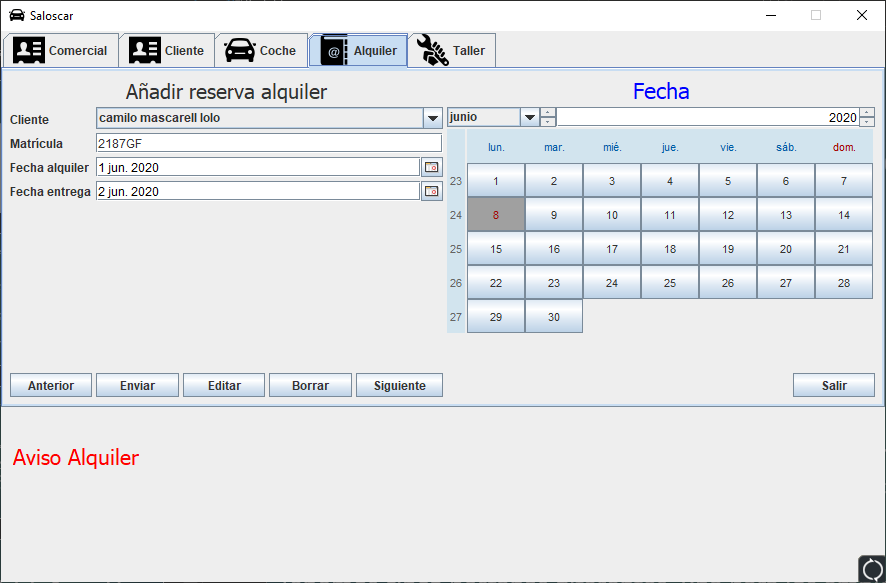 Saloscar
Comercial Cliente Coche Alquiler Taller
Añadir reserva alquiler
Cliente camilo mascarell lolo
Matrícula 2187GF
Fecha alquiler 1 jun. 2020
Fecha entrega 2 jun. 2020
Fecha
junio 2020
lun. mar. mié. jue. vie. sáb. dom.
23 1 2 3 4 5 6 7
24 8 9 10 11 12 13 14
25 15 16 17 18 19 20 21
26 22 23 24 25 26 27 28
27 29 30
Anterior Enviar Editar Borrar Siguiente Salir
Aviso Alquiler